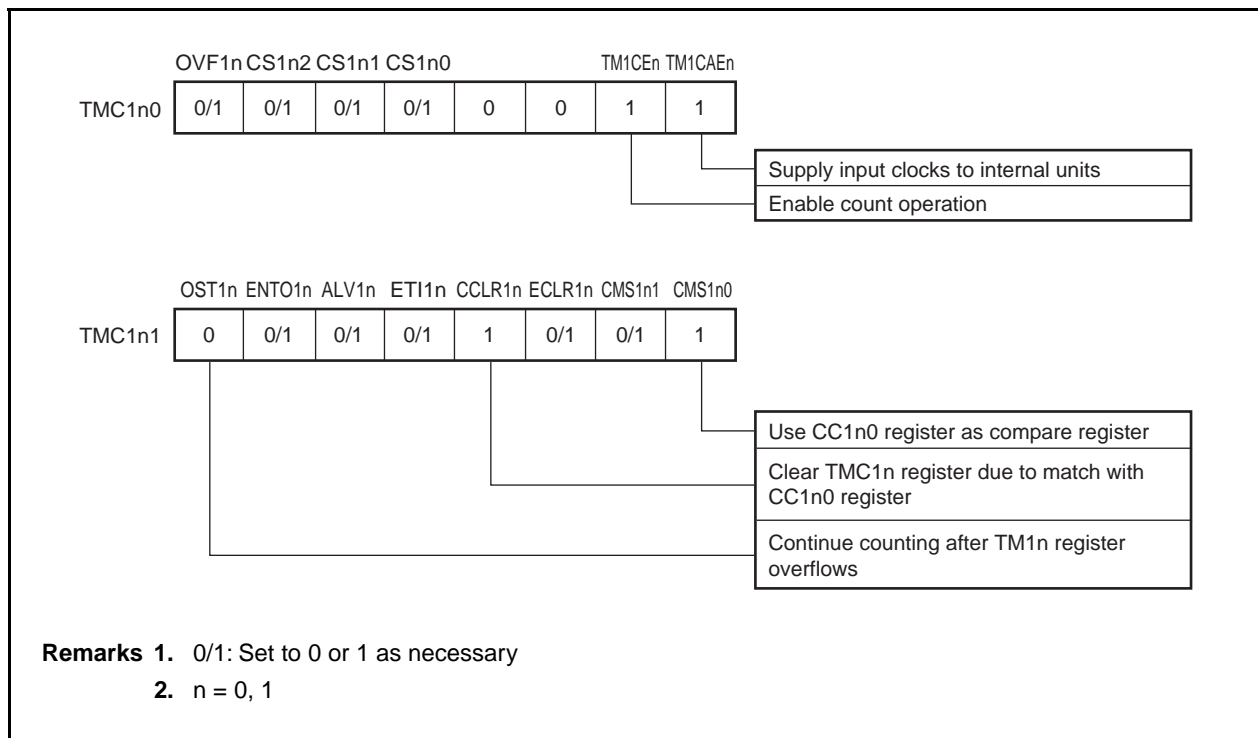 OVF1n CS1n2 CS1n1 CS1n0 TM1CEn TM1CAEn
TMC1n0 0/1 0/1 0/1 0/1 0 0 1 1
Supply input clocks to internal units
Enable count operation
OST1n ENTO1n ALV1n ETI1n CCLR1n ECLR1n CMS1n1 CMS1n0
TMC1n1 0 0/1 0/1 0/1 1 0/1 0/1 1
Use CC1n0 register as compare register
Clear TMC1n register due to match with
CC1n0 register
Continue counting after TM1n register
overflows
Remarks 1. 0/1: Set to 0 or 1 as necessary
2. n = 0, 1